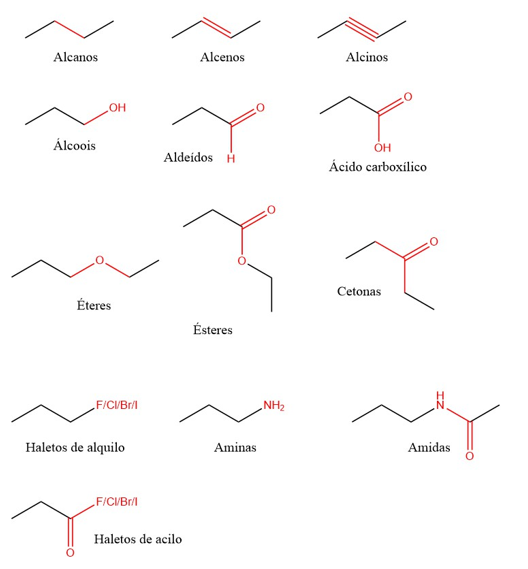 Alcanos
Alcenos
Alcinos
OH
Álcoois
O
H
Aldeídos
O
OH
Ácido carboxílico
O
Éteres
O
O
Ésteres
O
Cetonas
F/Cl/Br/I
Haletos de alquilo
NH2
Aminas
H
N
O
Amidas
F/Cl/Br/I
O
Haletos de acilo